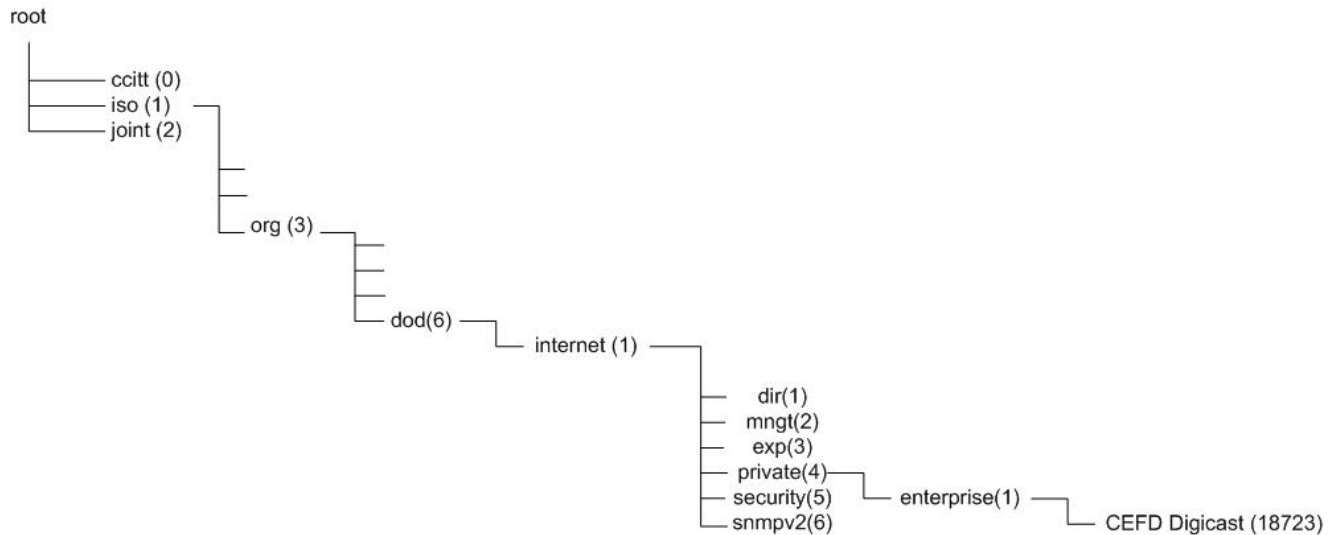 root
ccitt (0)
iso (1)
joint (2)
org (3)
dod(6)
internet (1)
dir(1)
mngt(2)
exp(3)
private(4)
security(5)
enterprise(1)
snmpv2(6)
CEFD Digicast (18723)